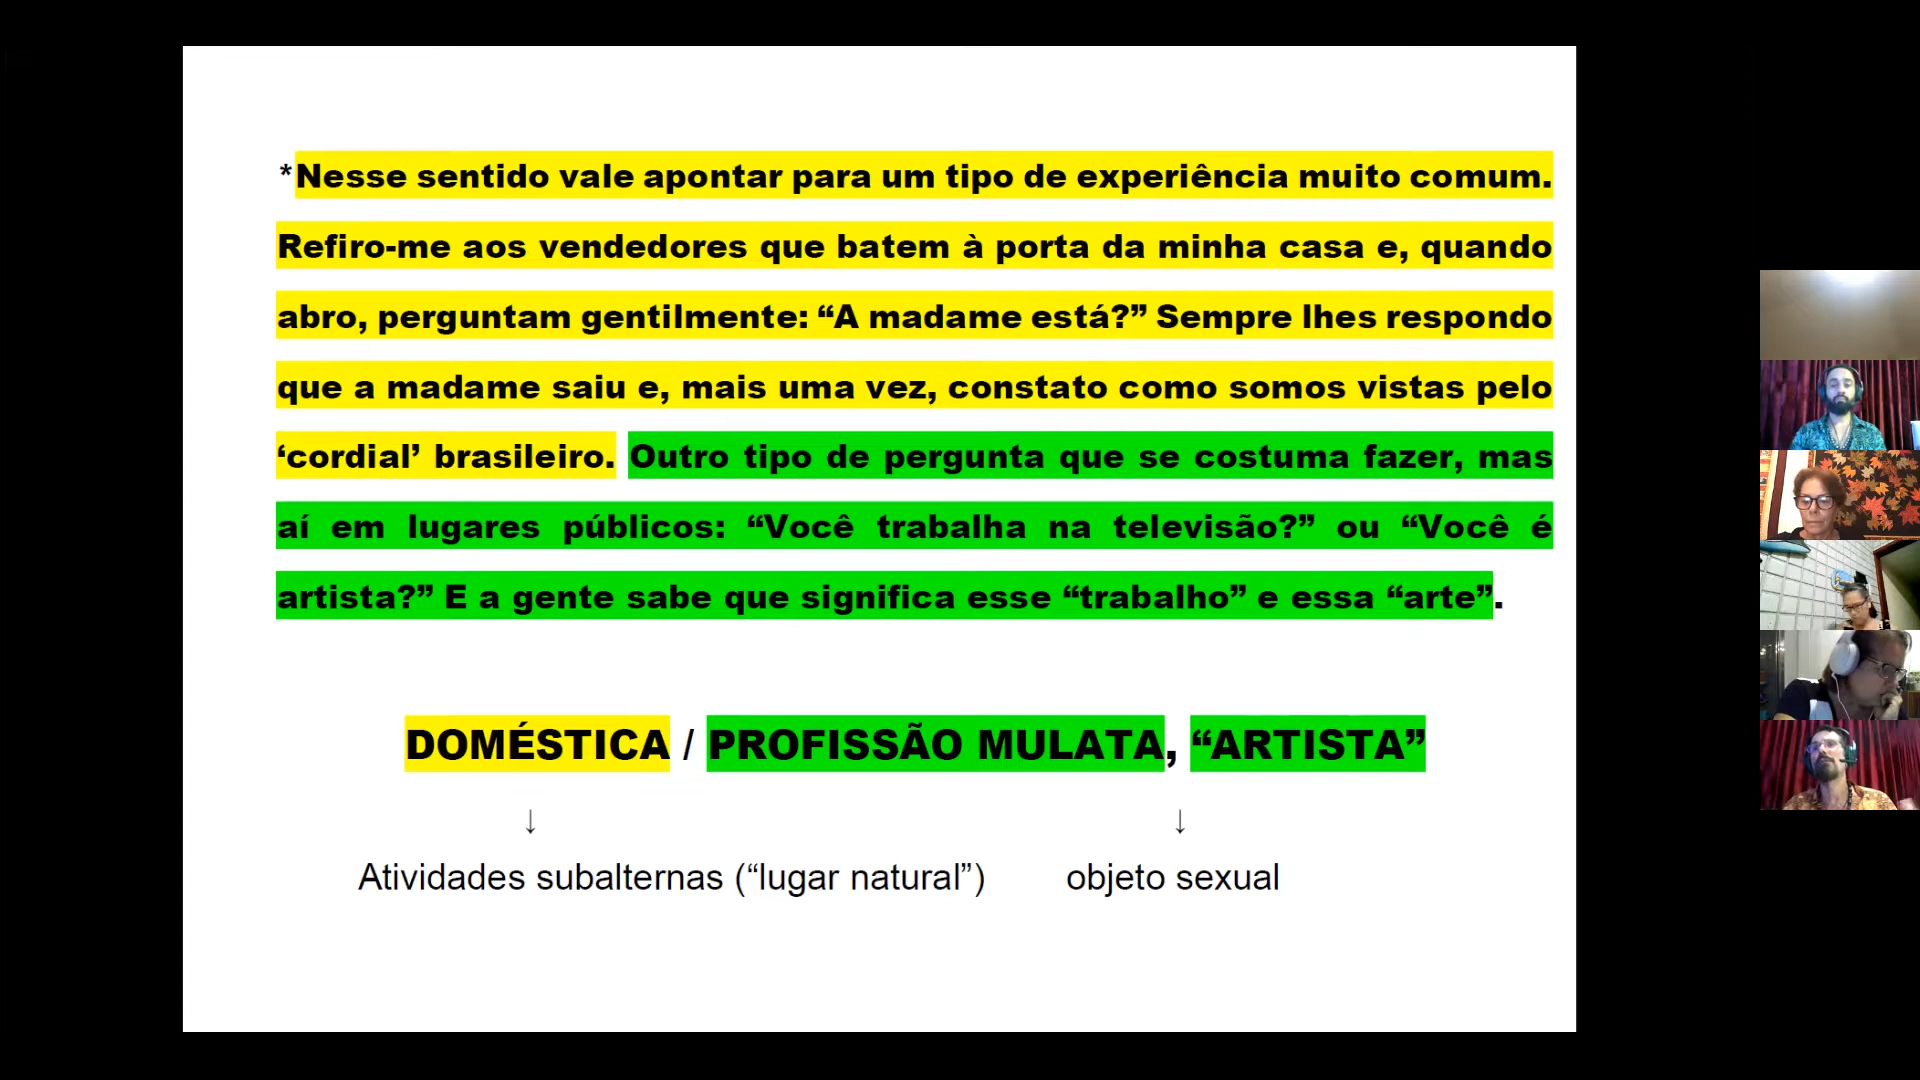 *Nesse sentido vale apontar para um tipo de experiência muito comum.
Refiro-me aos vendedores que batem à porta da minha casa e, quando
abro, perguntam gentilmente: “A madame está?” Sempre lhes respondo
que a madame saiu e, mais uma vez, constato como somos vistas pelo
‘cordial’ brasileiro. Outro tipo de pergunta que se costuma fazer, mas
aí em lugares públicos: “Você trabalha na televisão?” ou “Você é
artista?” E a gente sabe que significa esse “trabalho” e essa “arte”.
DOMÉSTICA / PROFISSÃO MULATA, “ARTISTA”
↓ ↓
Atividades subalternas (“lugar natural”) objeto sexual